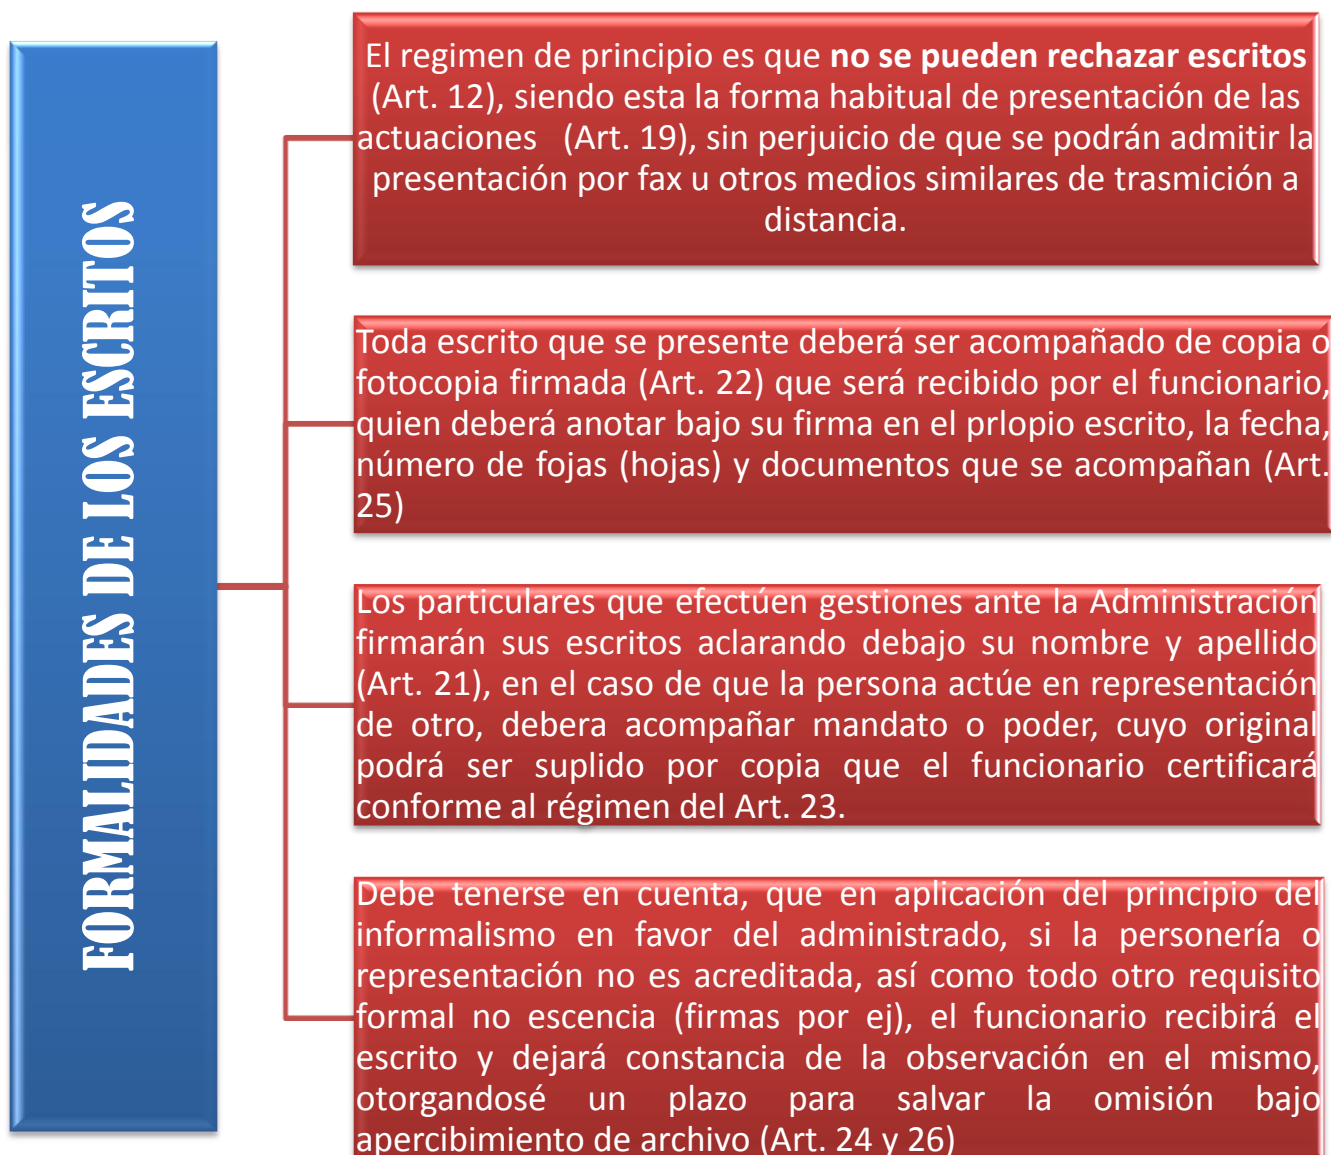 FORMALIDADES DE LOS ESCRITOS
El regimen de principio es que no se pueden rechazar escritos
(Art. 12), siendo esta la forma habitual de presentación de las
actuaciones (Art. 19), sin perjuicio de que se podrán admitir la
presentación por fax u otros medios similares de trasmición a
distancia.
Toda escrito que se presente deberá ser acompañado de copia o
fotocopia firmada (Art. 22) que será recibido por el funcionario,
quien deberá anotar bajo su firma en el prlopio escrito, la fecha,
número de fojas (hojas) y documentos que se acompañan (Art.
25)
Los particulares que efectúen gestiones ante la Administración
firmarán sus escritos aclarando debajo su nombre y apellido
(Art. 21), en el caso de que la persona actúe en representación
de otro, debera acompañar mandato o poder, cuyo original
podrá ser suplido por copia que el funcionario certificará
conforme al régimen del Art. 23.
Debe tenerse en cuenta, que en aplicación del principio del
informalismo en favor del administrado, si la personería o
representación no es acreditada, así como todo otro requisito
formal no escencia (firmas por ej), el funcionario recibirá el
escrito y dejará constancia de la observación en el mismo,
otorgandosé un plazo para salvar la omisión bajo
apercibimiento de archivo (Art. 24 y 26)